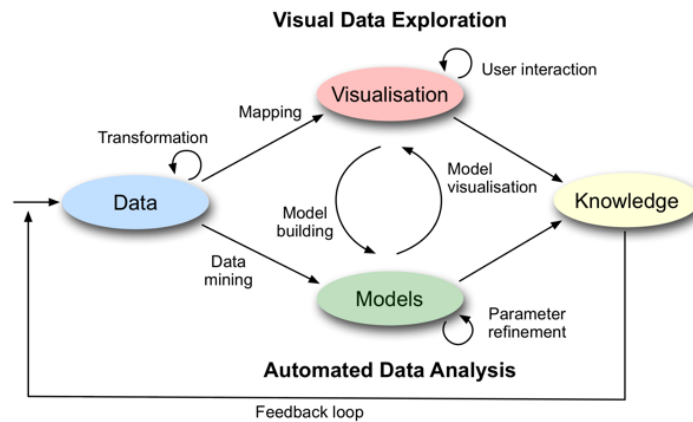 Visual Data Exploration
User interaction
Visualisation
Mapping
Transformation
Model
visualisation
Data
Knowledge
Model
building
Data
mining
Models
Parameter
refinement
Automated Data Analysis
Feedback loop